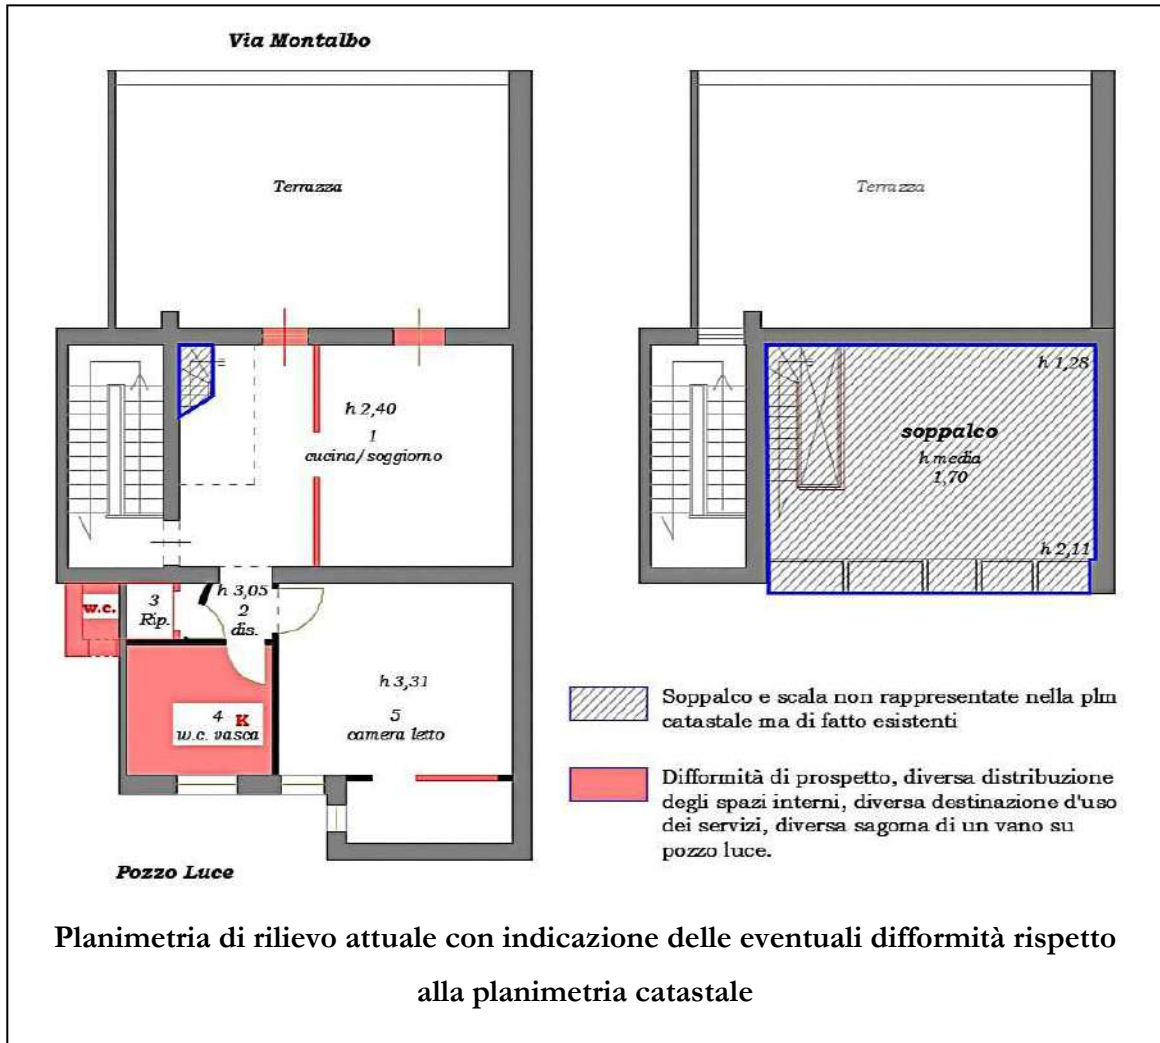 Via Montalbo
Terrazza
h 2,40
1
cucina/soggiorno
w.c.
3
Rip.
h 3,05
2
dis.
4 K
w.c. vasca
h 3,31
5
camera letto
Pozzo Luce
Terrazza
h 1,28
soppalco
h media
1,70
h 2,11
Soppalco e scala non rappresentate nella plm
catastale ma di fatto esistenti
Difformità di prospetto, diversa distribuzione
degli spazi interni, diversa destinazione d'uso
dei servizi, diversa sagoma di un vano su
pozzo luce.
Planimetria di rilievo attuale con indicazione delle eventuali difformità rispetto
alla planimetria catastale